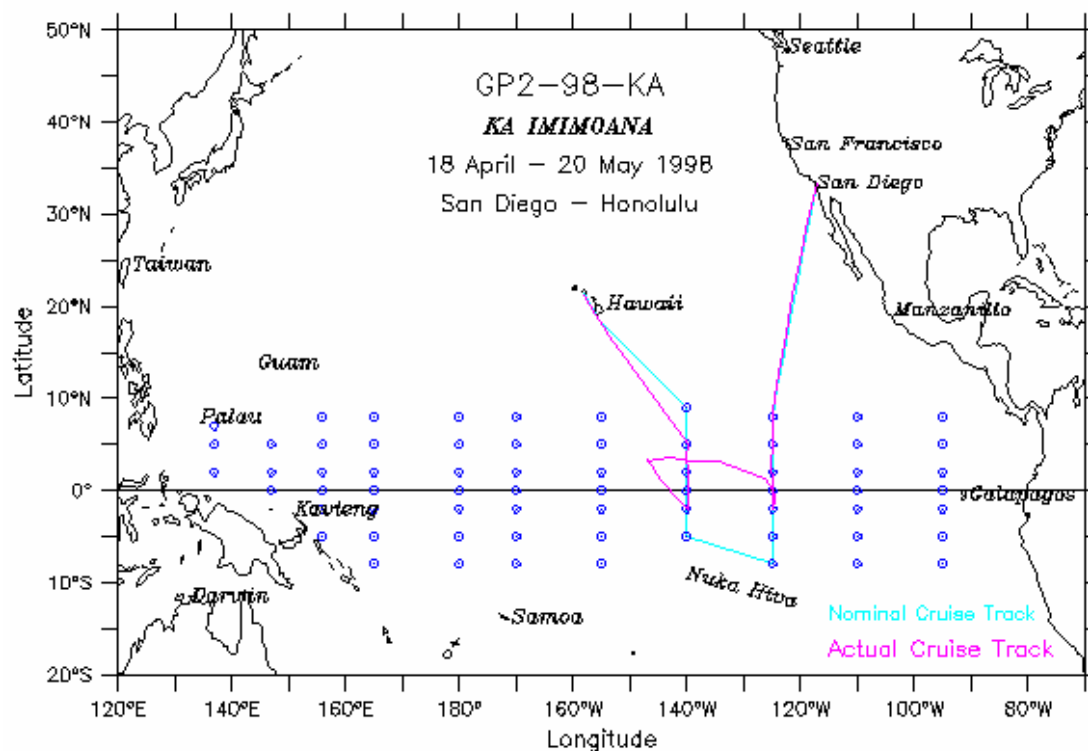 50°N
40°N
30°N
20°N
10°N
0°
10°S
20°S
Latitude
GP2-98-KA
KA IMIMOANA
18 April - 20 May 1998
San Diego - Honolulu
Seattle
San Francisco
San Diego
Taiwan
Hawaii
Manzanillo
Guam
Palau
Kavieng
Galapagos
Nuka Hiva
Darwin
Samoa
Nominal Cruise Track
Actual Cruise Track
120°E 140°E 160°E 180° 160°W 140°W 120°W 100°W 80°W
Longitude